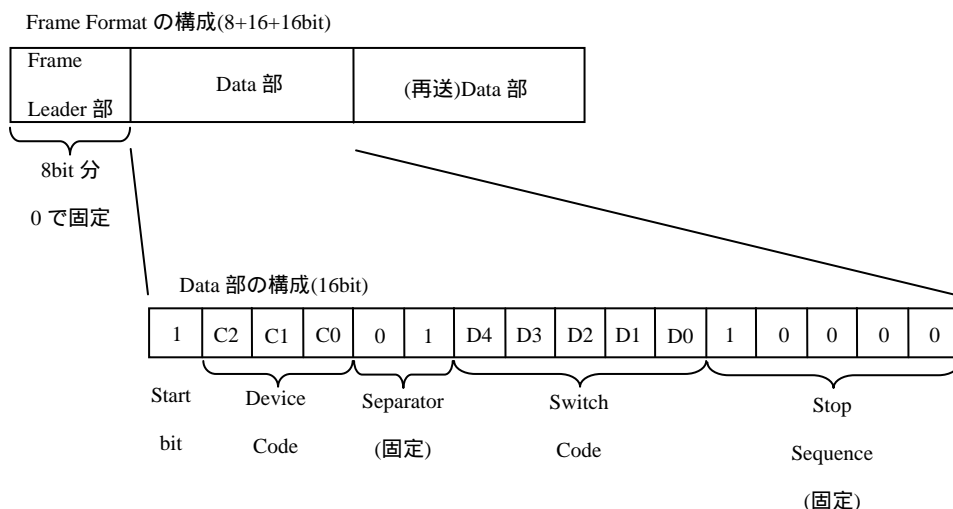 Frame Format の構成(8+16+16bit)
Frame
Leader 部
Data 部
(再送)Data 部
8bit 分
0 で固定
Data 部の構成(16bit)
1 C2 C1 C0 0 1 D4 D3 D2 D1 D0 1 0 0 0 0
Start
bit
Device
Code
Separator
(固定)
Switch
Code
Stop
Sequence
(固定)